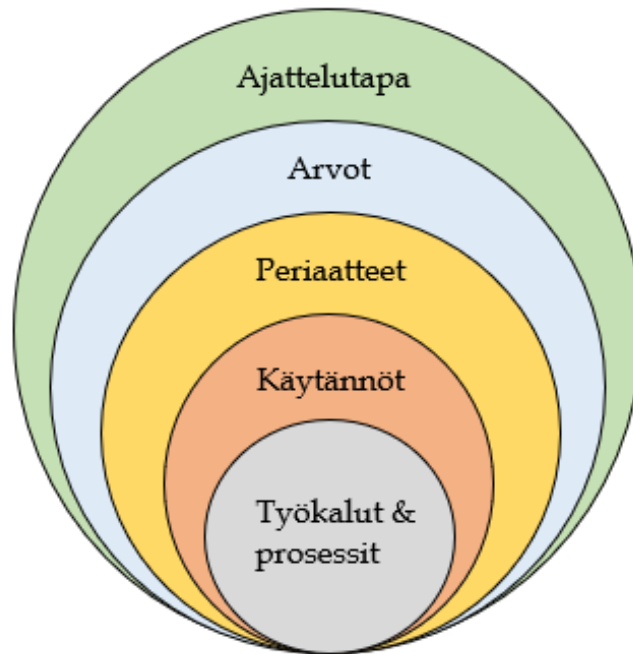 Ajattelutapa
Arvot
Periaatteet
Käytännöt
Työkalut &
prosessit